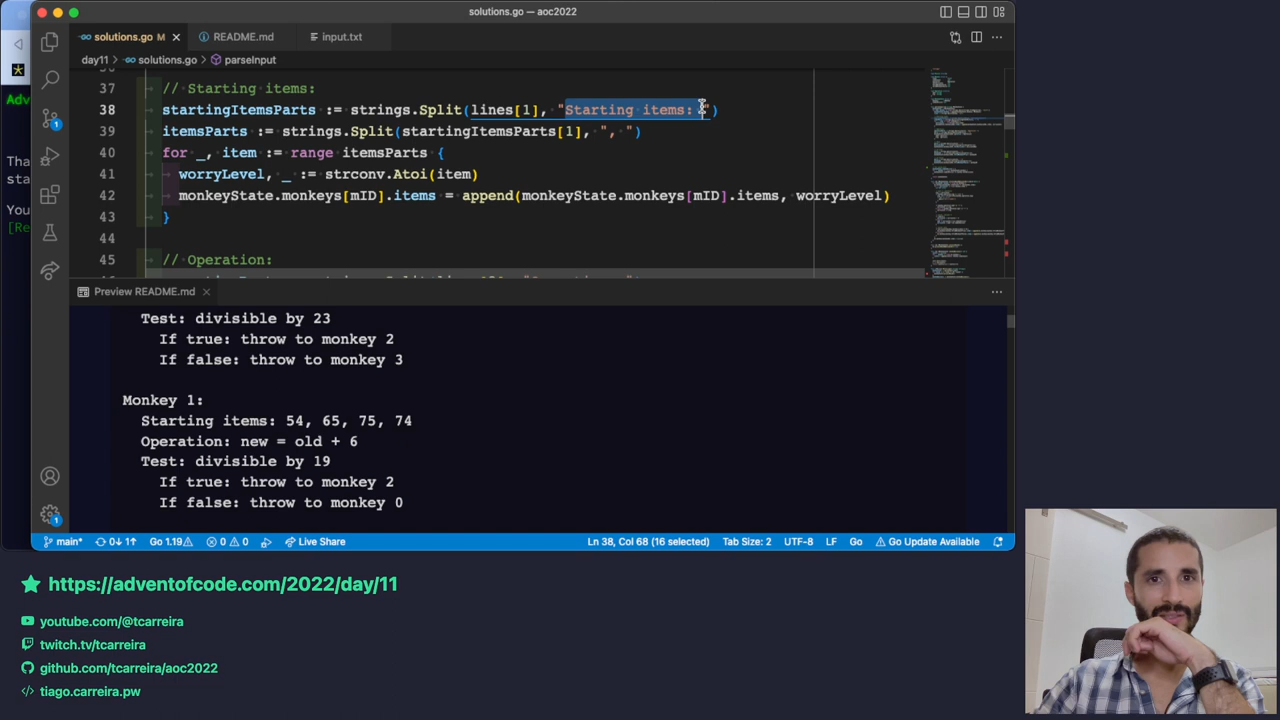 solutions.go — aoc2022
solutions.go M
README.md
input.txt
day11 > solutions.go > parseInput
37 // Starting items:
38 startingItemsParts := strings.Split(lines[1], "Starting items: ")
39 itemsParts := strings.Split(startingItemsParts[1], ", ")
40 for _, item := range itemsParts {
41 worryLevel, _ := strconv.Atoi(item)
42 monkeyState.monkeys[mID].items = append(monkeyState.monkeys[mID].items, worryLevel)
43 }
44
45 // Operation:
Preview README.md
Test: divisible by 23
If true: throw to monkey 2
If false: throw to monkey 3
Monkey 1:
Starting items: 54, 65, 75, 74
Operation: new = old + 6
Test: divisible by 19
If true: throw to monkey 2
If false: throw to monkey 0
main* 0↓ 1↑ Go 1.19 0 0 Live Share Ln 38, Col 68 (16 selected) Tab Size: 2 UTF-8 LF Go Go Update Available
https://adventofcode.com/2022/day/11
youtube.com/@tcarreira
twitch.tv/tcarreira
github.com/tcarreira/aoc2022
tiago.carreira.pw